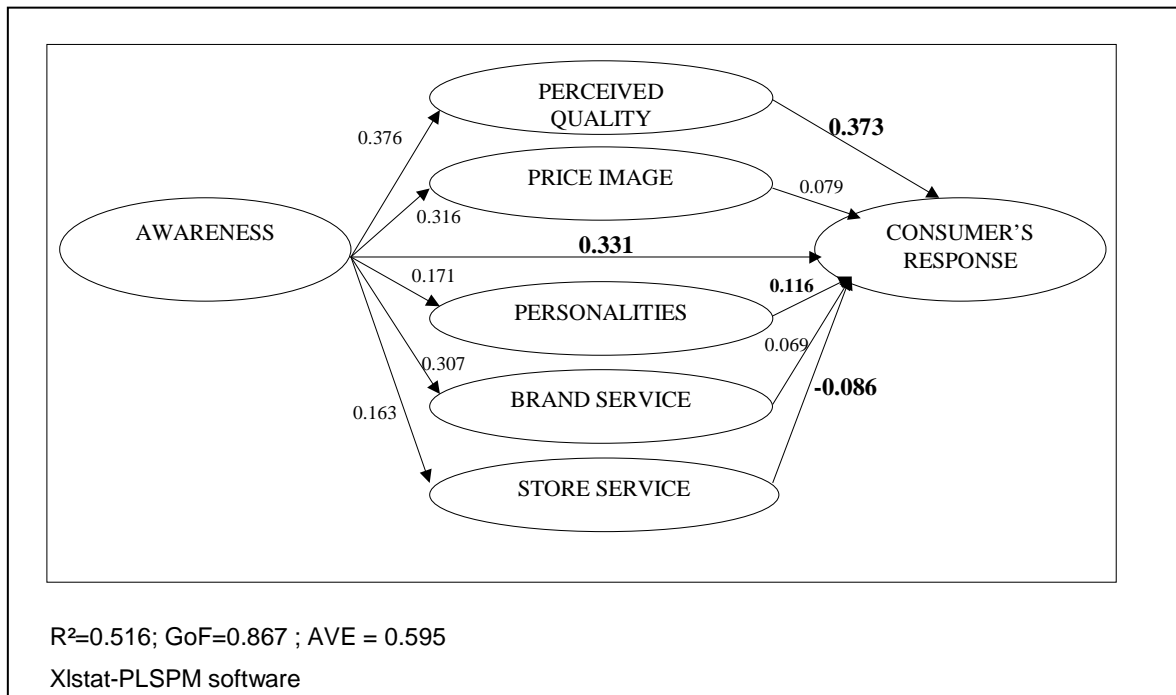 PERCEIVED
QUALITY
0.373
0.376
PRICE IMAGE
0.079
0.316
AWARENESS
CONSUMER'S
RESPONSE
0.331
0.171
0.116
PERSONALITIES
0.069
0.307
BRAND SERVICE
-0.086
0.163
STORE SERVICE
R²=0.516; GoF=0.867 ; AVE = 0.595
Xlstat-PLSPM software